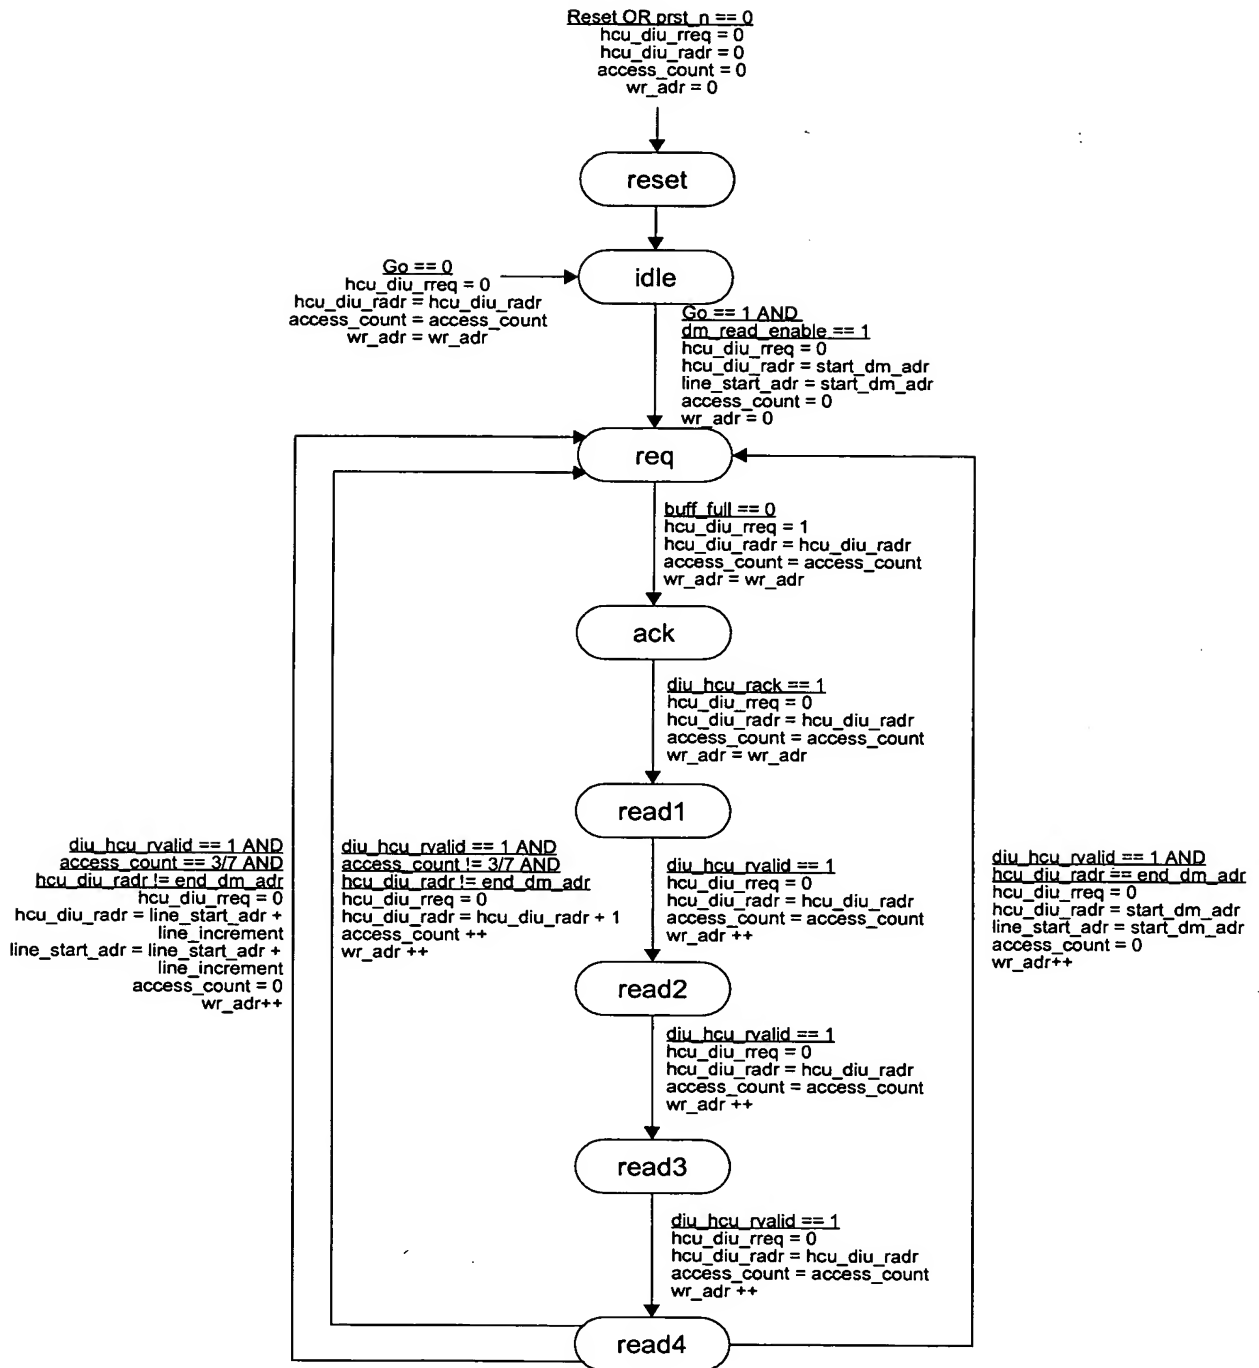 Reset OR prst_n == 0
hcu_diu_rreq = 0
hcu_diu_radr = 0
access_count = 0
wr_adr = 0
reset
idle
Go == 0
hcu_diu_rreq = 0
hcu_diu_radr = hcu_diu_radr
access_count = access_count
wr_adr = wr_adr
Go == 1 AND
dm_read_enable == 1
hcu_diu_rreq = 0
hcu_diu_radr = start_dm_adr
line_start_adr = start_dm_adr
access_count = 0
wr_adr = 0
req
buff_full == 0
hcu_diu_rreq = 1
hcu_diu_radr = hcu_diu_radr
access_count = access_count
wr_adr = wr_adr
ack
diu_hcu_rack == 1
hcu_diu_rreq = 0
hcu_diu_radr = hcu_diu_radr
access_count = access_count
wr_adr = wr_adr
read1
diu_hcu_rvalid == 1 AND
access_count == 3/7 AND
hcu_diu_radr != end_dm_adr
hcu_diu_rreq = 0
hcu_diu_radr = line_start_adr +
line_increment
line_start_adr = line_start_adr +
line_increment
access_count = 0
wr_adr++
diu_hcu_rvalid == 1 AND
access_count != 3/7 AND
hcu_diu_radr != end_dm_adr
hcu_diu_rreq = 0
hcu_diu_radr = hcu_diu_radr + 1
access_count ++
wr_adr ++
diu_hcu_rvalid == 1
hcu_diu_rreq = 0
hcu_diu_radr = hcu_diu_radr
access_count = access_count
wr_adr ++
diu_hcu_rvalid == 1 AND
hcu_diu_radr == end_dm_adr
hcu_diu_rreq = 0
hcu_diu_radr = start_dm_adr
line_start_adr = start_dm_adr
access_count = 0
wr_adr++
read2
diu_hcu_rvalid == 1
hcu_diu_rreq = 0
hcu_diu_radr = hcu_diu_radr
access_count = access_count
wr_adr ++
read3
diu_hcu_rvalid == 1
hcu_diu_rreq = 0
hcu_diu_radr = hcu_diu_radr
access_count = access_count
wr_adr ++
read4